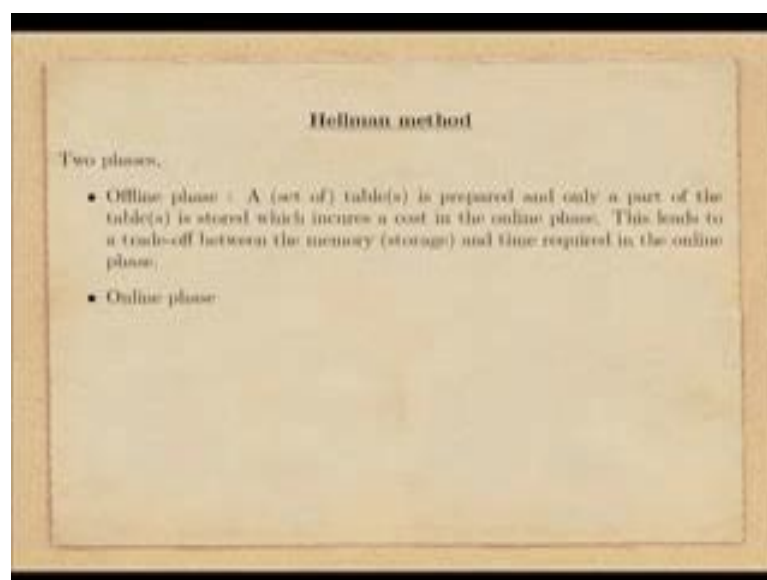 Hellman method
Two phases.
• Offline phase : A (set of) table(s) is prepared and only a part of the
table(s) is stored which incures a cost in the online phase. This leads to
a trade-off between the memory (storage) and time required in the online
phase.
• Online phase